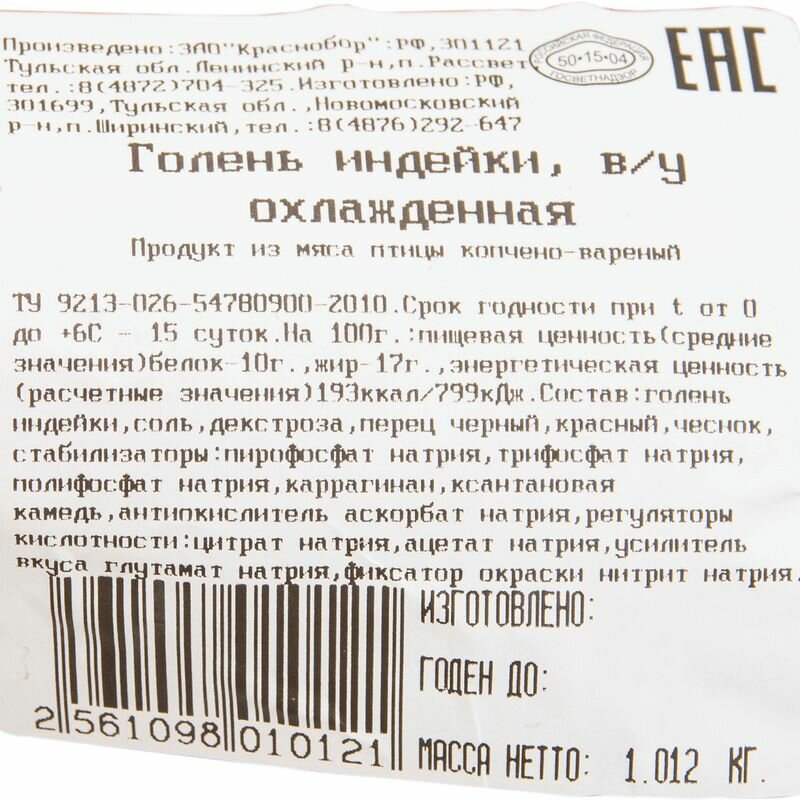 Произведено:ЗАО"Краснобор":РФ,301121
Тульская обл.Ленинский р-н,п.Рассвет
тел.:8(4872)704-325.Изготовлено:РФ,
301699,Тульская обл.,Новомосковский
р-н,п.Ширинский,тел.:8(4876)292-647
РОССИЙСКАЯ ФЕДЕРАЦИЯ
50·15·04
ГОСВЕТНАДЗОР
ЕАС
Голень индейки, в/у
охлажденная
Продукт из мяса птицы копчено-вареный
ТУ 9213-026-54780900-2010.Срок годности при t от 0
до +6С - 15 суток.На 100г.:пищевая ценность(средние
значения)белок-10г.,жир-17г.,энергетическая ценность
(расчетные значения)193ккал/799кДж.Состав:голень
индейки,соль,декстроза,перец черный,красный,чеснок,
стабилизаторы:пирофосфат натрия,трифосфат натрия,
полифосфат натрия,каррагинан,ксантановая
камедь,антиокислитель аскорбат натрия,регуляторы
кислотности:цитрат натрия,ацетат натрия,усилитель
вкуса глутамат натрия,фиксатор окраски нитрит натрия.
ИЗГОТОВЛЕНО:
ГОДЕН ДО:
МАССА НЕТТО: 1.012 КГ.
2 561098 010121